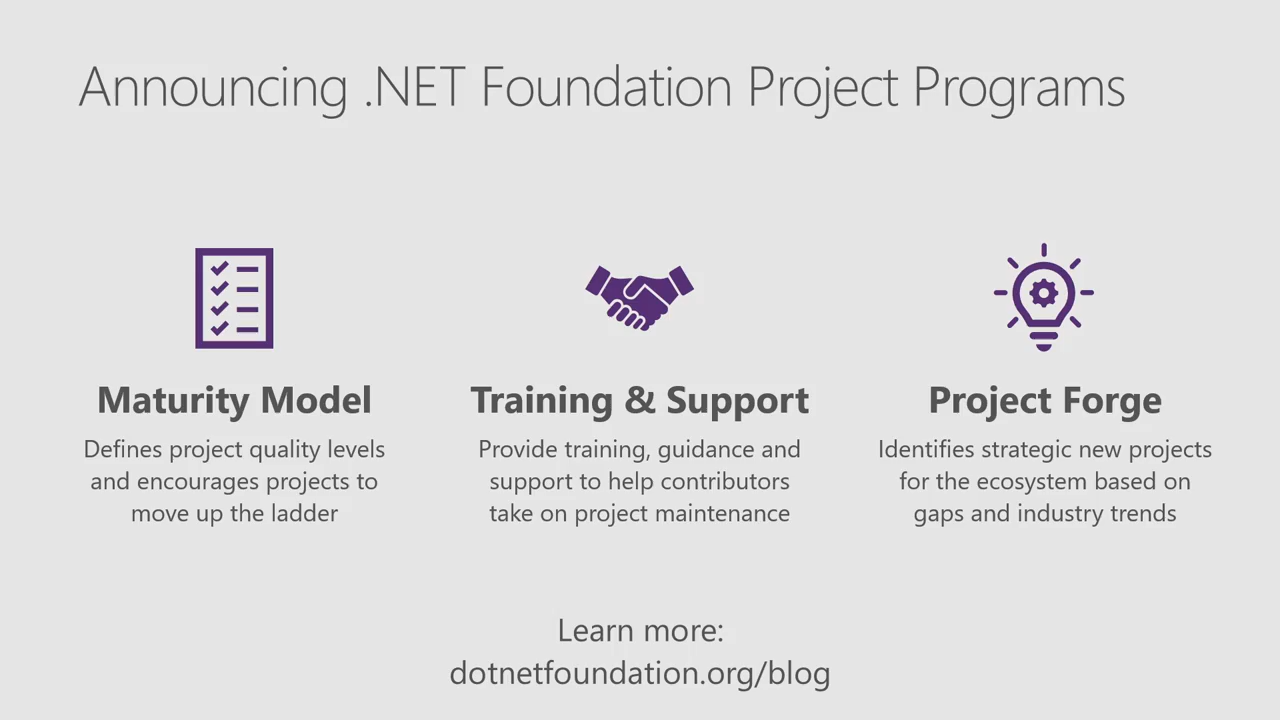 Announcing .NET Foundation Project Programs
Maturity Model
Defines project quality levels
and encourages projects to
move up the ladder
Training & Support
Provide training, guidance and
support to help contributors
take on project maintenance
Project Forge
Identifies strategic new projects
for the ecosystem based on
gaps and industry trends
Learn more:
dotnetfoundation.org/blog